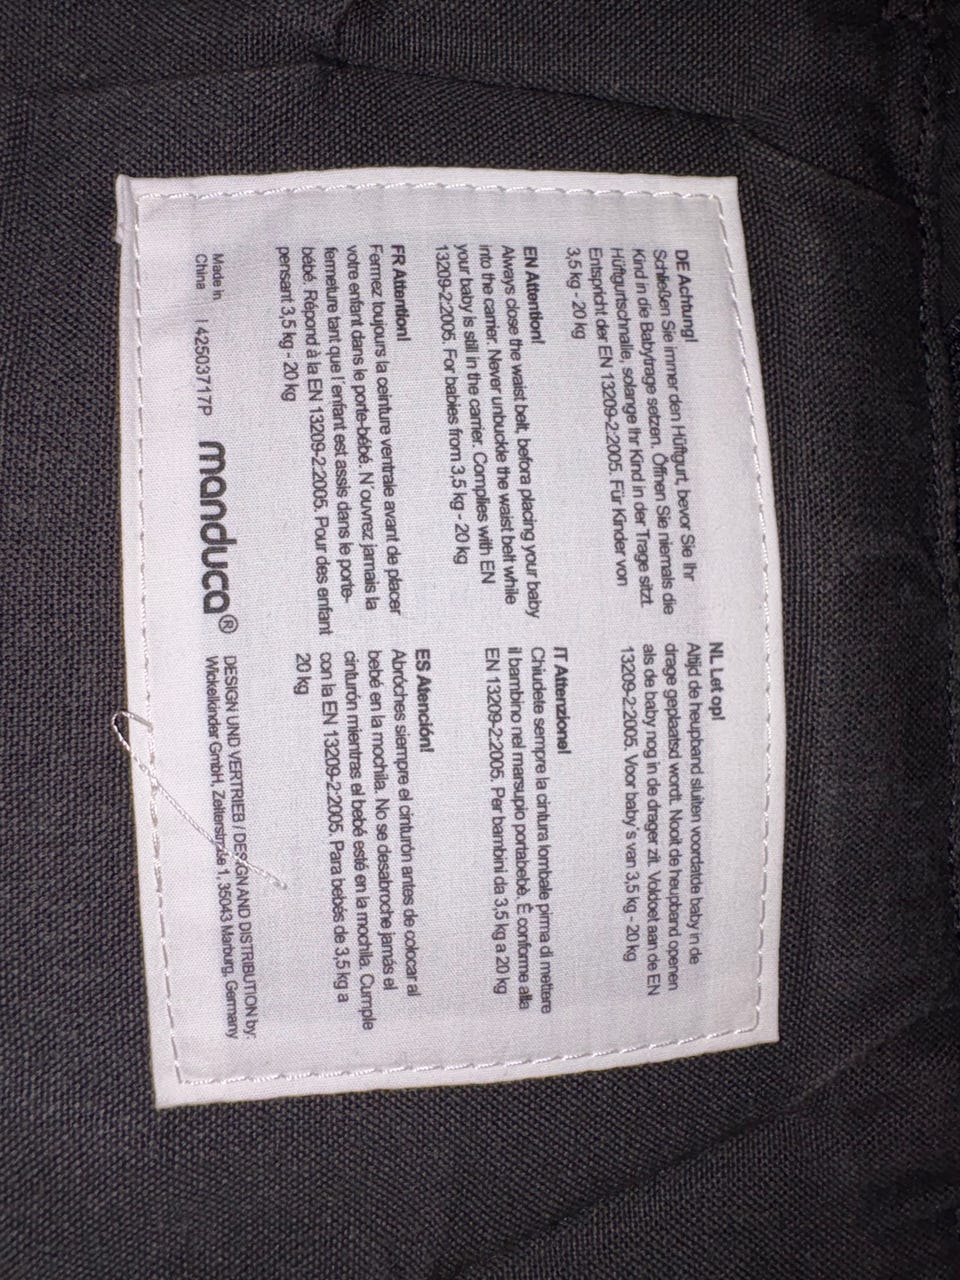 DE Achtung!
Schließen Sie immer den Hüftgurt, bevor Sie Ihr
Kind in die Babytrage setzen. Öffnen Sie niemals die
Hüftgurtschnalle, solange Ihr Kind in der Trage sitzt.
Entspricht der EN 13209-2:2005. Für Kinder von
3,5 kg - 20 kg
EN Attention!
Always close the waist belt, before placing your baby
into the carrier. Never unbuckle the waist belt while
your baby is still in the carrier. Complies with EN
13209-2:2005. For babies from 3,5 kg - 20 kg
FR Attention!
Fermez toujours la ceinture ventrale avant de placer
votre enfant dans le porte-bébé. N´ouvrez jamais la
fermeture tant que l´enfant est assis dans le porte-
bébé. Répond à la EN 13209-2:2005. Pour des enfant
pensant 3,5 kg - 20 kg
NL Let op!
Altijd de heupband sluiten voordatde baby in de
drage geplaatsd wordt. Nooit de heupband openen
als de baby nog in de drager zit. Voldoet aan de EN
13209-2:2005. Voor baby´s van 3,5 kg - 20 kg
IT Attenzione!
Chiudete sempre la cintura lombale pirma di mettere
il bambino nel marsupio portabebé. È conforme alla
EN 13209-2:2005. Per bambini da 3,5 kg a 20 kg
ES Atención!
Abróches siempre el cinturón antes de colocar al
bebé en la mochila. No se desabroche jamás el
cinturón mientras el bebé esté en la mochila. Cumple
con la EN 13209-2:2005. Para bebés de 3,5 kg a
20 kg
Made in
China | 42503717P
manduca®
DESIGN UND VERTRIEB / DESIGN AND DISTRIBUTION by:
Wickelkinder GmbH, Zeilerstraße 1, 35043 Marburg, Germany